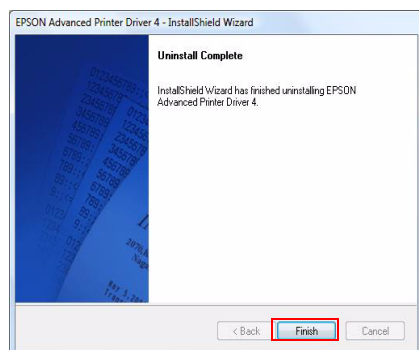 EPSON Advanced Printer Driver 4 - InstallShield Wizard
Uninstall Complete
InstallShield Wizard has finished uninstalling EPSON
Advanced Printer Driver 4.
< Back
Finish
Cancel